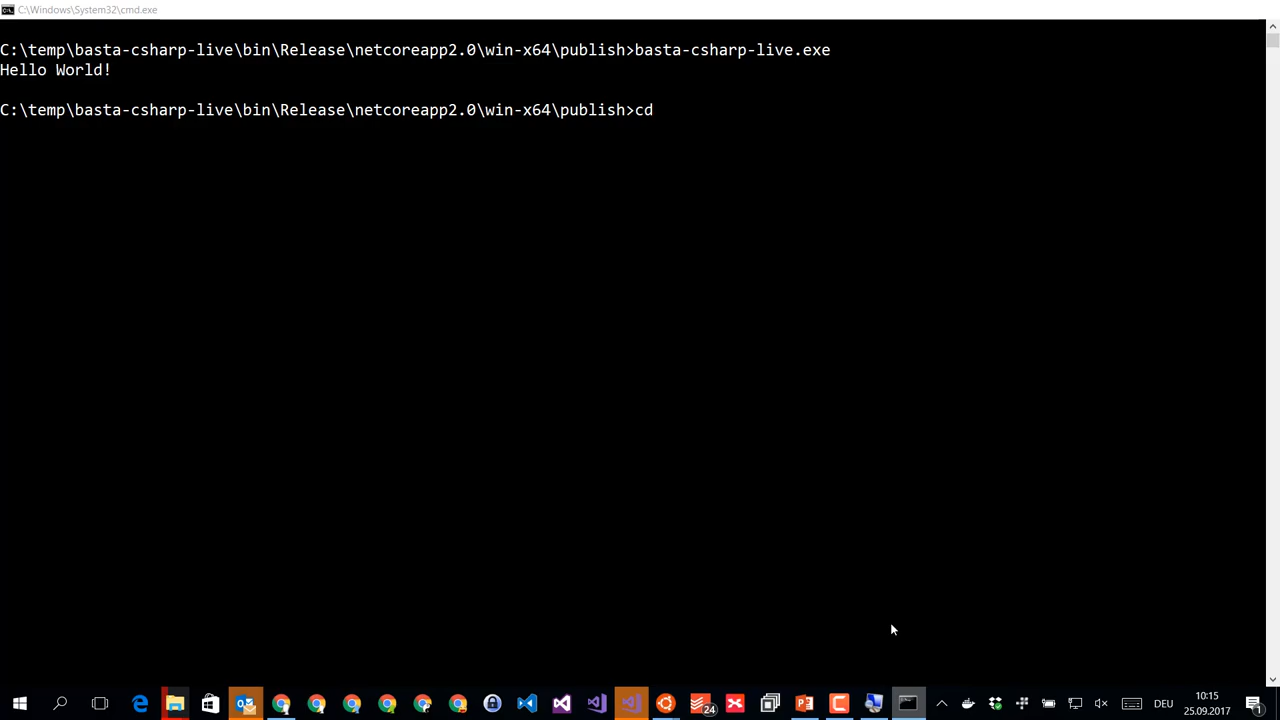 C:\Windows\System32\cmd.exe
C:\temp\basta-csharp-live\bin\Release\netcoreapp2.0\win-x64\publish>basta-csharp-live.exe
Hello World!
C:\temp\basta-csharp-live\bin\Release\netcoreapp2.0\win-x64\publish>cd
24
DEU
10:15
25.09.2017
1